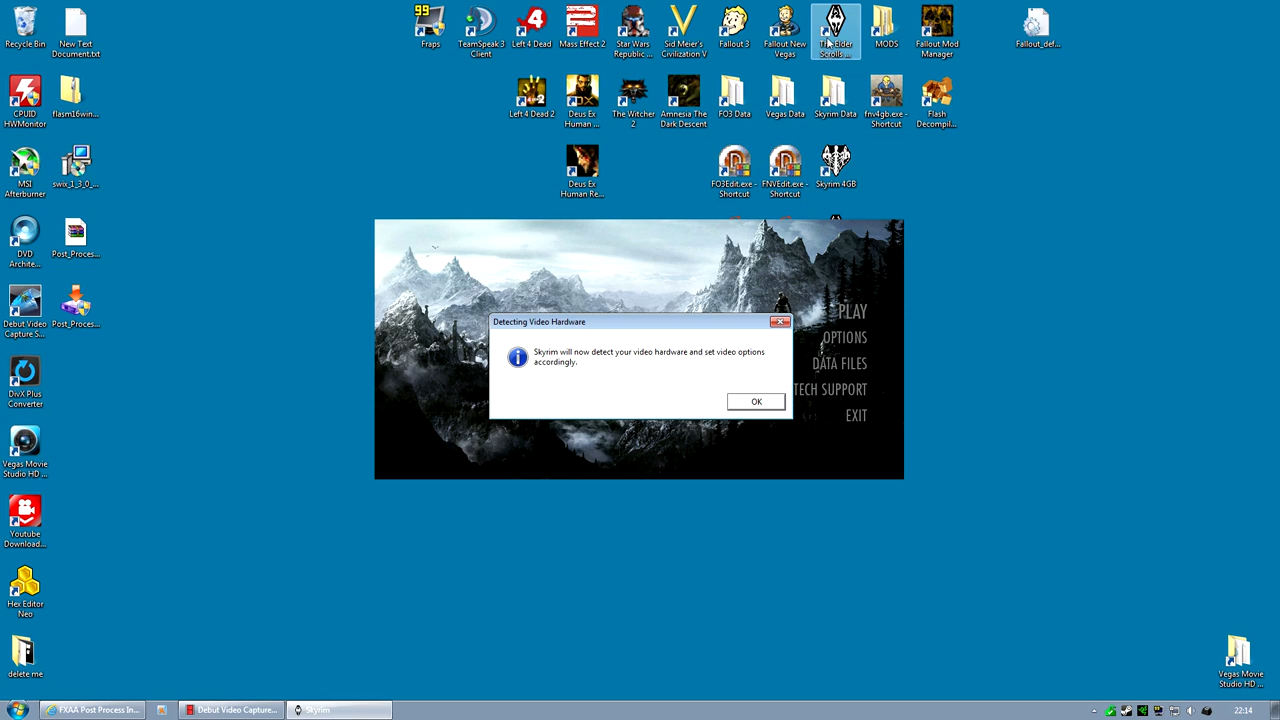 99
Recycle Bin
New Text
Document.txt
Fraps
TeamSpeak 3
Client
Left 4 Dead
Mass Effect 2
Star Wars
Republic ...
Sid Meier's
Civilization V
Fallout 3
Fallout New
Vegas
The Elder
Scrolls ...
MODS
Fallout Mod
Manager
Fallout_def...
CPUID
HWMonitor
flasm16win...
Left 4 Dead 2
Deus Ex
Human ...
The Witcher
2
Amnesia The
Dark Descent
FO3 Data
Vegas Data
Skyrim Data
fnv4gb.exe -
Shortcut
Flash
Decompil...
MSI
Afterburner
swix_1_3_0_...
Deus Ex
Human Re...
FO3Edit.exe -
Shortcut
FNVEdit.exe -
Shortcut
Skyrim 4GB
DVD
Archite...
Post_Proces...
Debut Video
Capture S...
Post_Proces...
DivX Plus
Converter
Vegas Movie
Studio HD ...
Youtube
Download...
Hex Editor
Neo
delete me
Detecting Video Hardware
Skyrim will now detect your video hardware and set video options
accordingly.
OK
PLAY
OPTIONS
DATA FILES
TECH SUPPORT
EXIT
Vegas Movie
Studio HD ...
FXAA Post Process In...
Debut Video Capture...
Skyrim
22:14